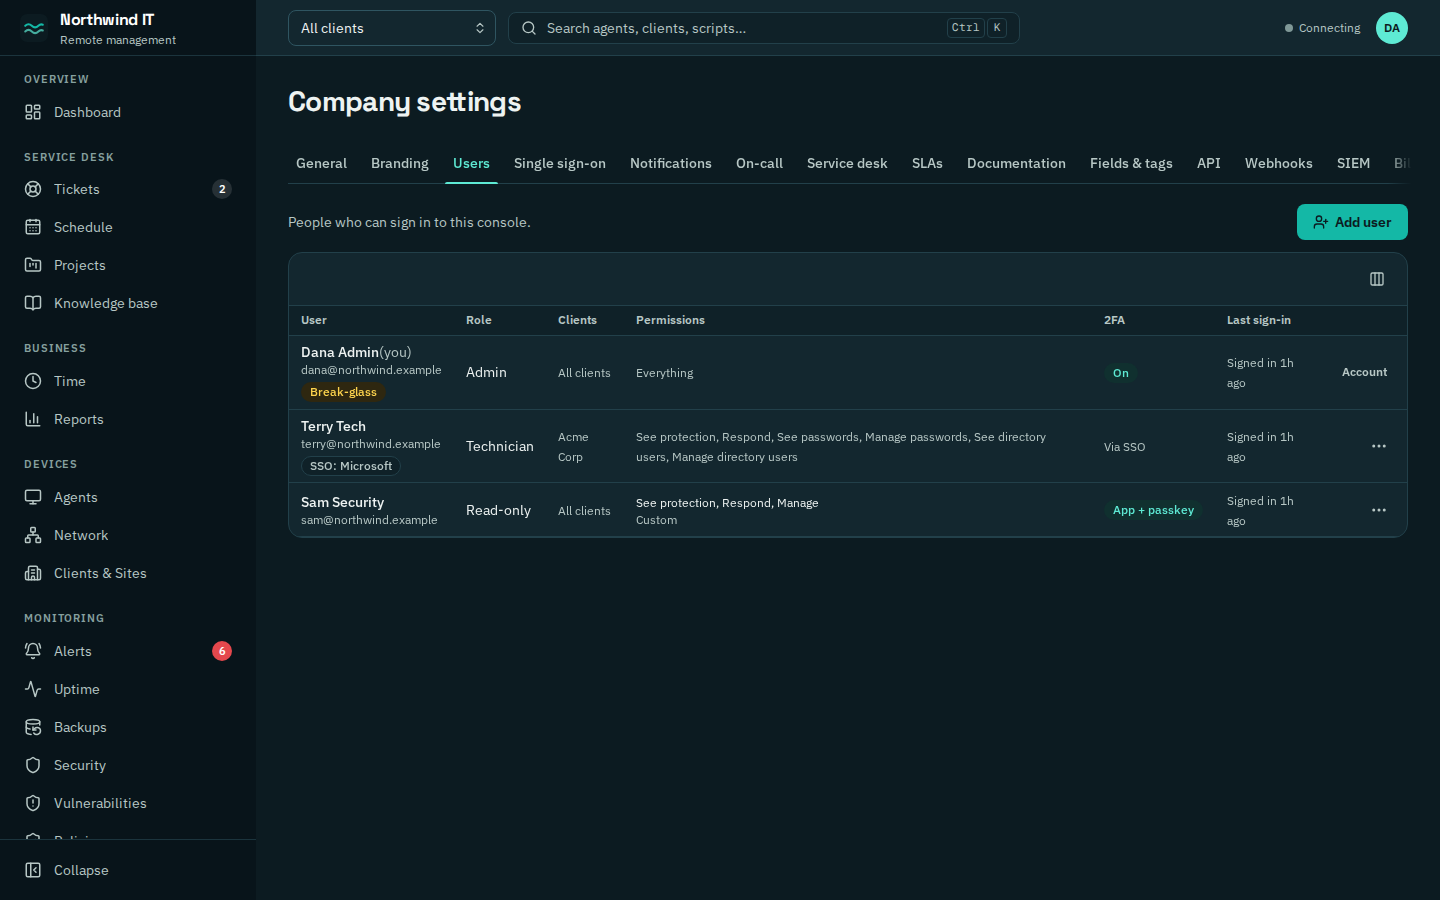 Northwind IT
Remote management
All clients
Search agents, clients, scripts...
Ctrl K
Connecting
DA
OVERVIEW
Dashboard
SERVICE DESK
Tickets
2
Schedule
Projects
Knowledge base
BUSINESS
Time
Reports
DEVICES
Agents
Network
Clients & Sites
MONITORING
Alerts
6
Uptime
Backups
Security
Vulnerabilities
Collapse
Company settings
General
Branding
Users
Single sign-on
Notifications
On-call
Service desk
SLAs
Documentation
Fields & tags
API
Webhooks
SIEM
People who can sign in to this console.
Add user
User
Role
Clients
Permissions
2FA
Last sign-in
Dana Admin(you)
dana@northwind.example
Break-glass
Admin
All clients
Everything
On
Signed in 1h
ago
Account
Terry Tech
terry@northwind.example
SSO: Microsoft
Technician
Acme
Corp
See protection, Respond, See passwords, Manage passwords, See directory
users, Manage directory users
Via SSO
Signed in 1h
ago
Sam Security
sam@northwind.example
Read-only
All clients
See protection, Respond, Manage
Custom
App + passkey
Signed in 1h
ago